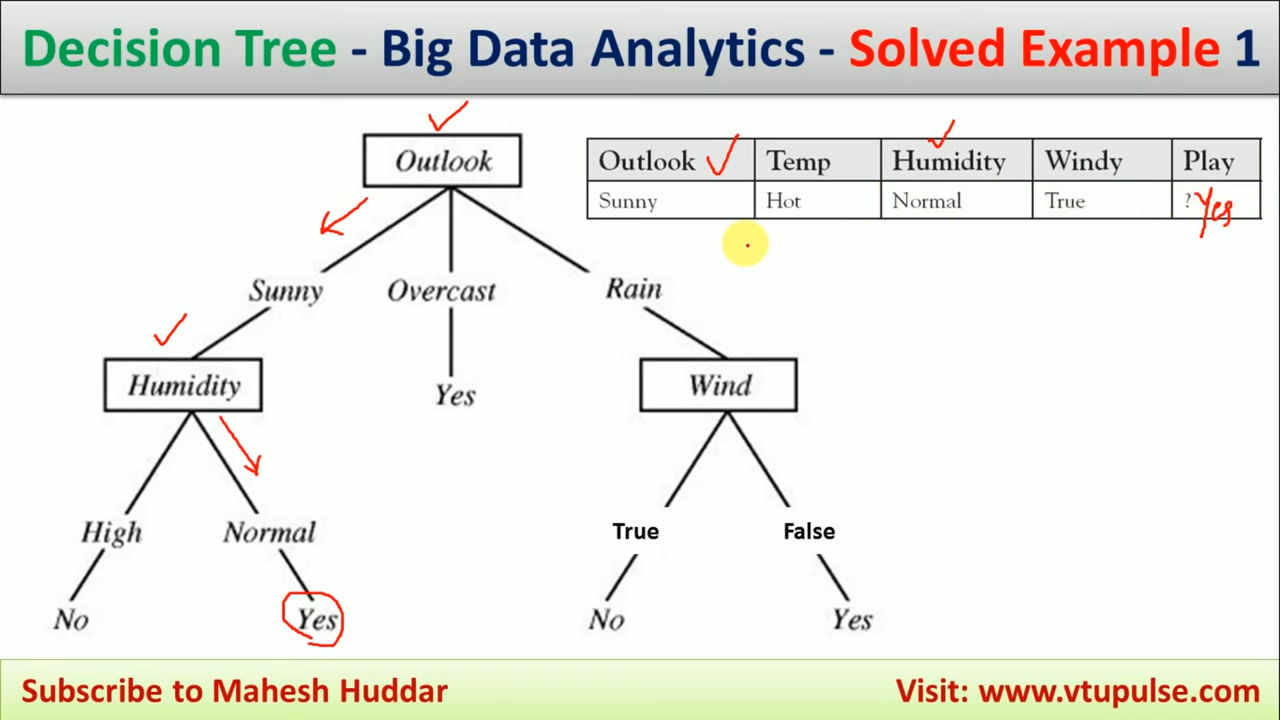 Decision Tree - Big Data Analytics - Solved Example 1
Outlook
Outlook Temp Humidity Windy Play
Sunny Hot Normal True ? Yes
Sunny Overcast Rain
Humidity Yes Wind
High Normal True False
No Yes No Yes
Subscribe to Mahesh Huddar Visit: www.vtupulse.com